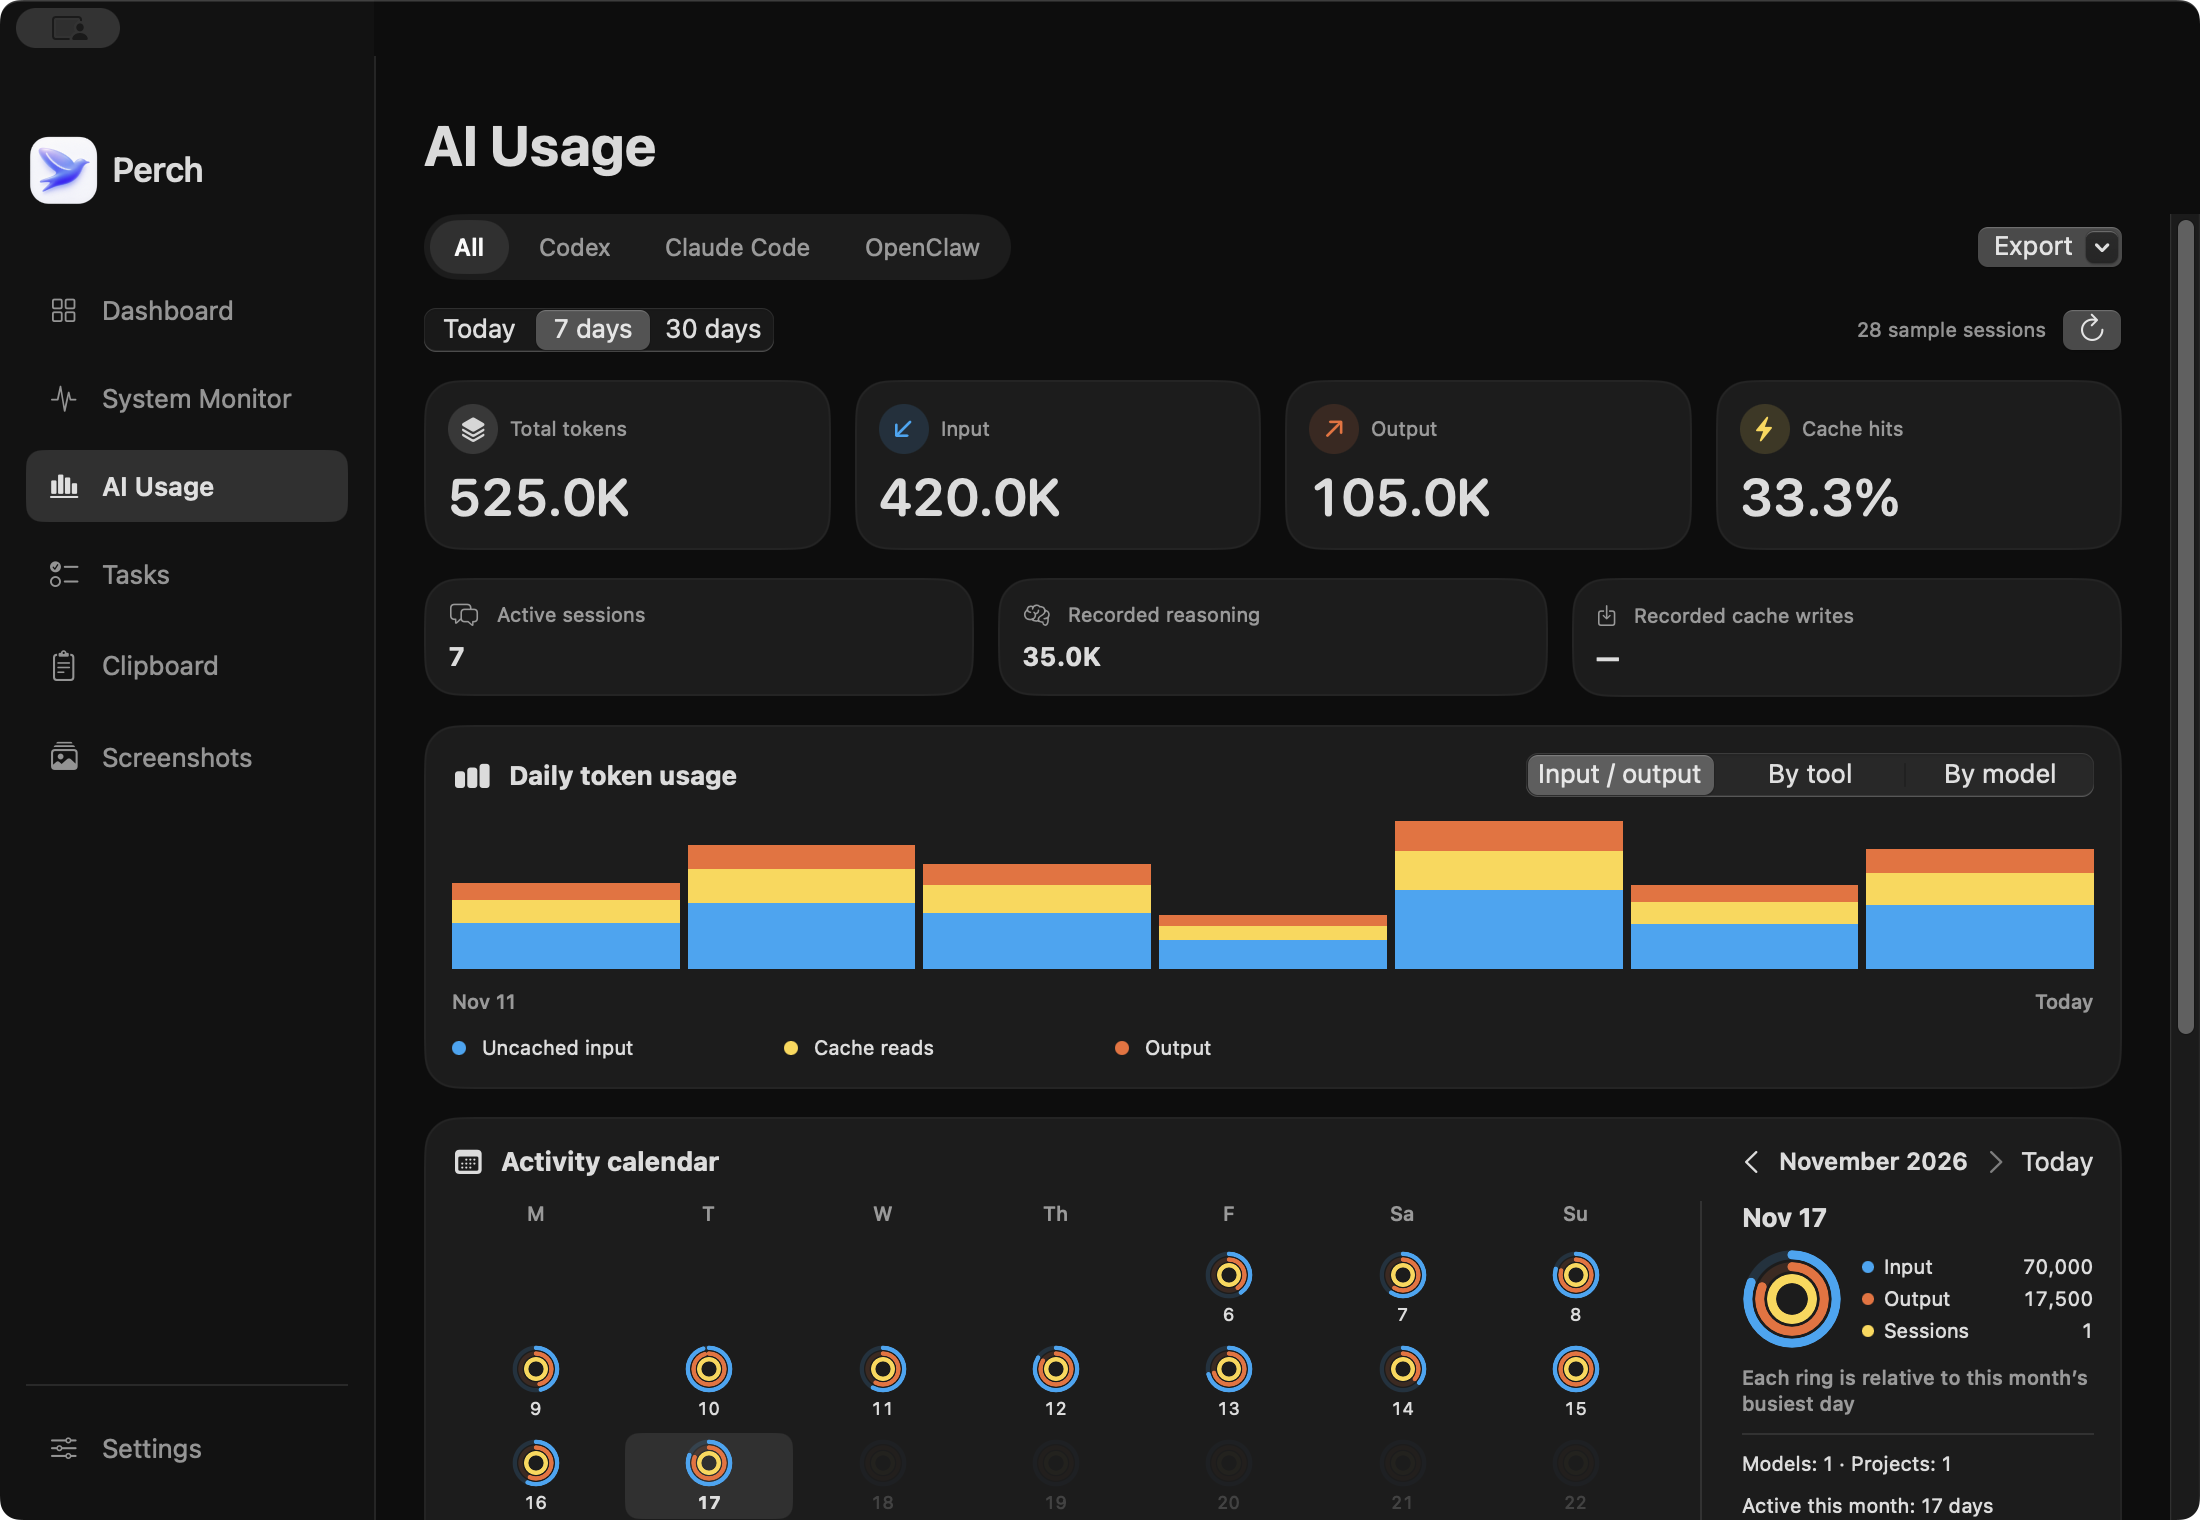 Perch
Dashboard
System Monitor
AI Usage
Tasks
Clipboard
Screenshots
Settings
AI Usage
All Codex Claude Code OpenClaw
Export
Today 7 days 30 days
28 sample sessions
Total tokens
525.0K
Input
420.0K
Output
105.0K
Cache hits
33.3%
Active sessions
7
Recorded reasoning
35.0K
Recorded cache writes
—
Daily token usage
Input / output By tool By model
Nov 11 Today
Uncached input Cache reads Output
Activity calendar
November 2026 Today
M T W Th F Sa Su
6 7 8
9 10 11 12 13 14 15
16 17 18 19 20 21 22
Nov 17
Input 70,000
Output 17,500
Sessions 1
Each ring is relative to this month's
busiest day
Models: 1 · Projects: 1
Active this month: 17 days